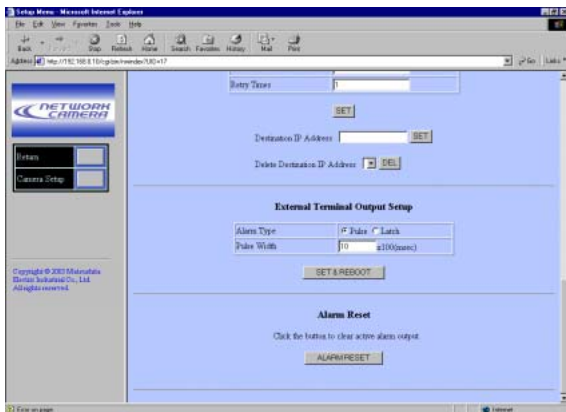 Setup Menu - Microsoft Internet Explorer
File Edit View Favorites Tools Help
Back Stop Refresh Home Search Favorites History Mail Print
Address Go Links
Retry Times 1
NETWORK CAMERA
SET
Destination IP Address SET
Return
Delete Destination IP Address DEL
Camera Setup
External Terminal Output Setup
Alarm Type Pulse Latch
Pulse Width 10 x100(msec)
SET & REBOOT
Copyright © 2003 Matsushita
Electric Industrial Co., Ltd.
All rights reserved.
Alarm Reset
Click the button to clear active alarm output
ALARM RESET
Error on page. Internet